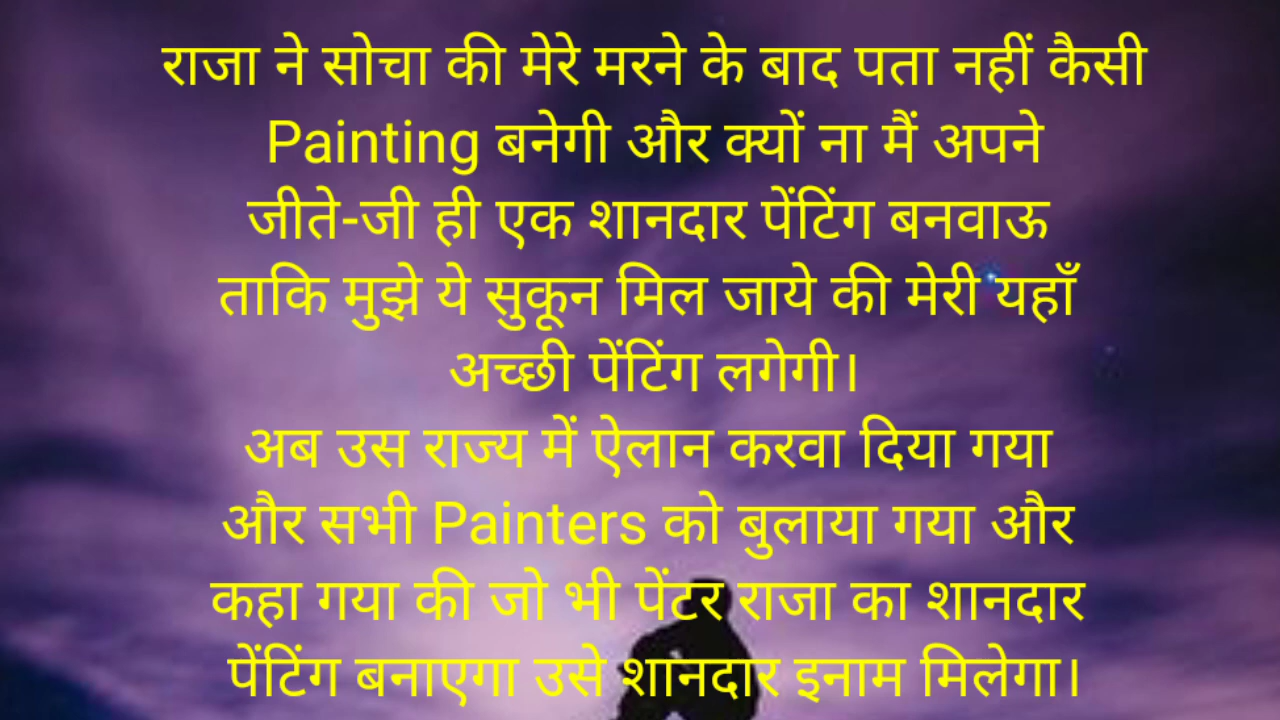 राजा ने सोचा की मेरे मरने के बाद पता नहीं कैसी
Painting बनेगी और क्यों ना मैं अपने
जीते-जी ही एक शानदार पेंटिंग बनवाऊ
ताकि मुझे ये सुकून मिल जाये की मेरी यहाँ
अच्छी पेंटिंग लगेगी।
अब उस राज्य में ऐलान करवा दिया गया
और सभी Painters को बुलाया गया और
कहा गया की जो भी पेंटर राजा का शानदार
पेंटिंग बनाएगा उसे शानदार इनाम मिलेगा।